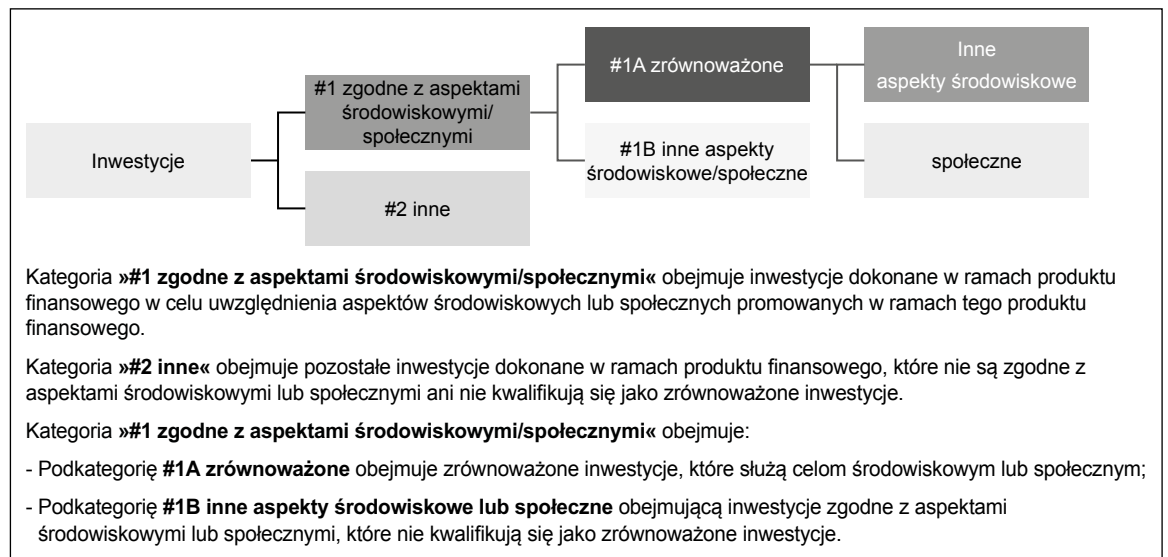 Inwestycje
#1 zgodne z aspektami
środowiskowymi/
społecznymi
#2 inne
#1A zrównoważone
#1B inne aspekty
środowiskowe/społeczne
Inne
aspekty środowiskowe
społeczne
Kategoria »#1 zgodne z aspektami środowiskowymi/społecznymi« obejmuje inwestycje dokonane w ramach produktu
finansowego w celu uwzględnienia aspektów środowiskowych lub społecznych promowanych w ramach tego produktu
finansowego.
Kategoria »#2 inne« obejmuje pozostałe inwestycje dokonane w ramach produktu finansowego, które nie są zgodne z
aspektami środowiskowymi lub społecznymi ani nie kwalifikują się jako zrównoważone inwestycje.
Kategoria »#1 zgodne z aspektami środowiskowymi/społecznymi« obejmuje:
- Podkategorię #1A zrównoważone obejmuje zrównoważone inwestycje, które służą celom środowiskowym lub społecznym;
- Podkategorię #1B inne aspekty środowiskowe lub społeczne obejmującą inwestycje zgodne z aspektami
środowiskowymi lub społecznymi, które nie kwalifikują się jako zrównoważone inwestycje.